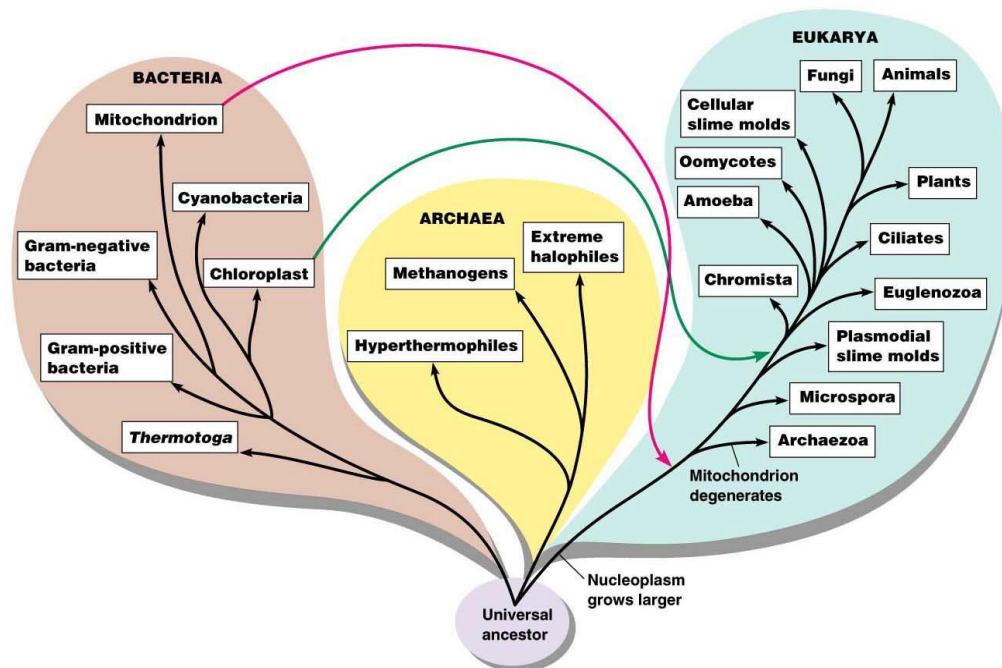 BACTERIA
Mitochondrion
Cyanobacteria
Gram-negative
bacteria
Chloroplast
Gram-positive
bacteria
Thermotoga
ARCHAEA
Extreme
halophiles
Methanogens
Hyperthermophiles
EUKARYA
Fungi
Animals
Cellular
slime molds
Oomycotes
Plants
Amoeba
Ciliates
Chromista
Euglenozoa
Plasmodial
slime molds
Microspora
Archaezoa
Mitochondrion
degenerates
Nucleoplasm
grows larger
Universal
ancestor